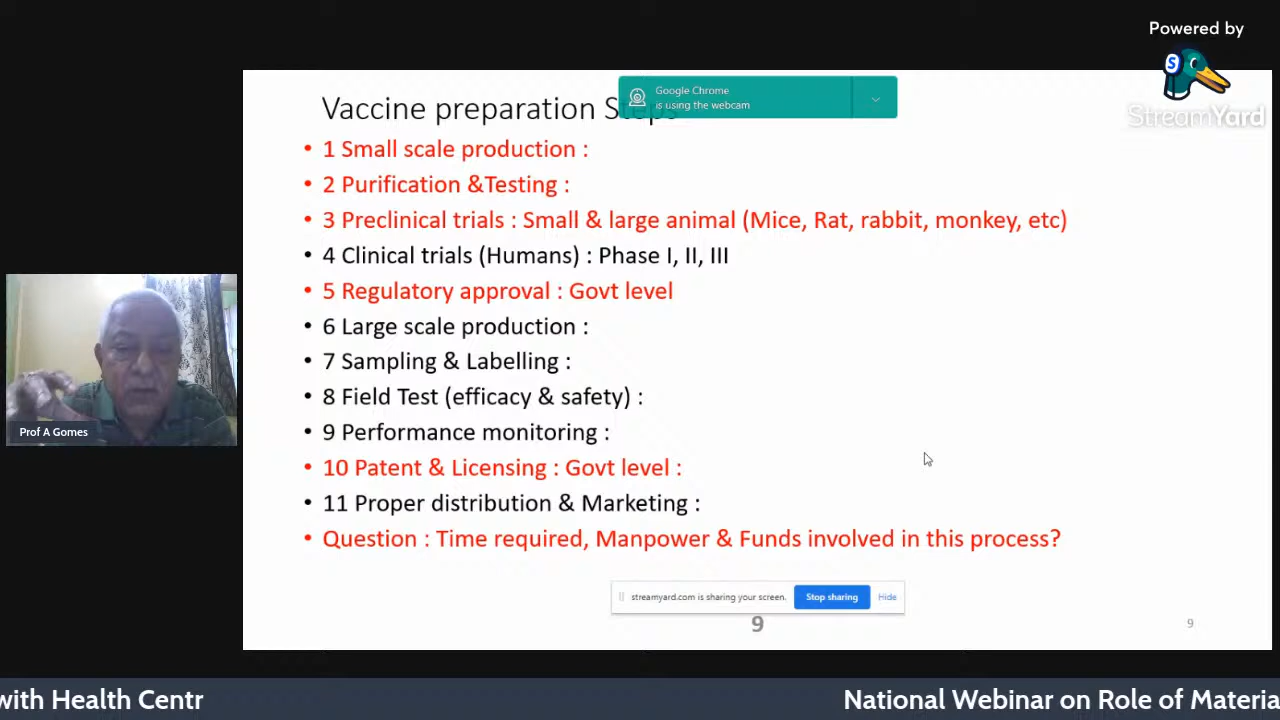 Powered by
S
StreamYard
Google Chrome
is using the webcam
Vaccine preparation Steps
• 1 Small scale production :
• 2 Purification &Testing :
• 3 Preclinical trials : Small & large animal (Mice, Rat, rabbit, monkey, etc)
• 4 Clinical trials (Humans) : Phase I, II, III
• 5 Regulatory approval : Govt level
• 6 Large scale production :
• 7 Sampling & Labelling :
• 8 Field Test (efficacy & safety) :
• 9 Performance monitoring :
• 10 Patent & Licensing : Govt level :
• 11 Proper distribution & Marketing :
• Question : Time required, Manpower & Funds involved in this process?
Prof A Gomes
streamyard.com is sharing your screen. Stop sharing Hide
9
9
with Health Centr National Webinar on Role of Materia